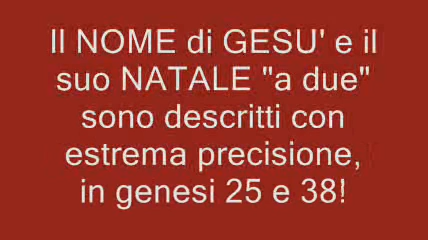 Il NOME di GESU' e il
suo NATALE "a due"
sono descritti con
estrema precisione,
in genesi 25 e 38!